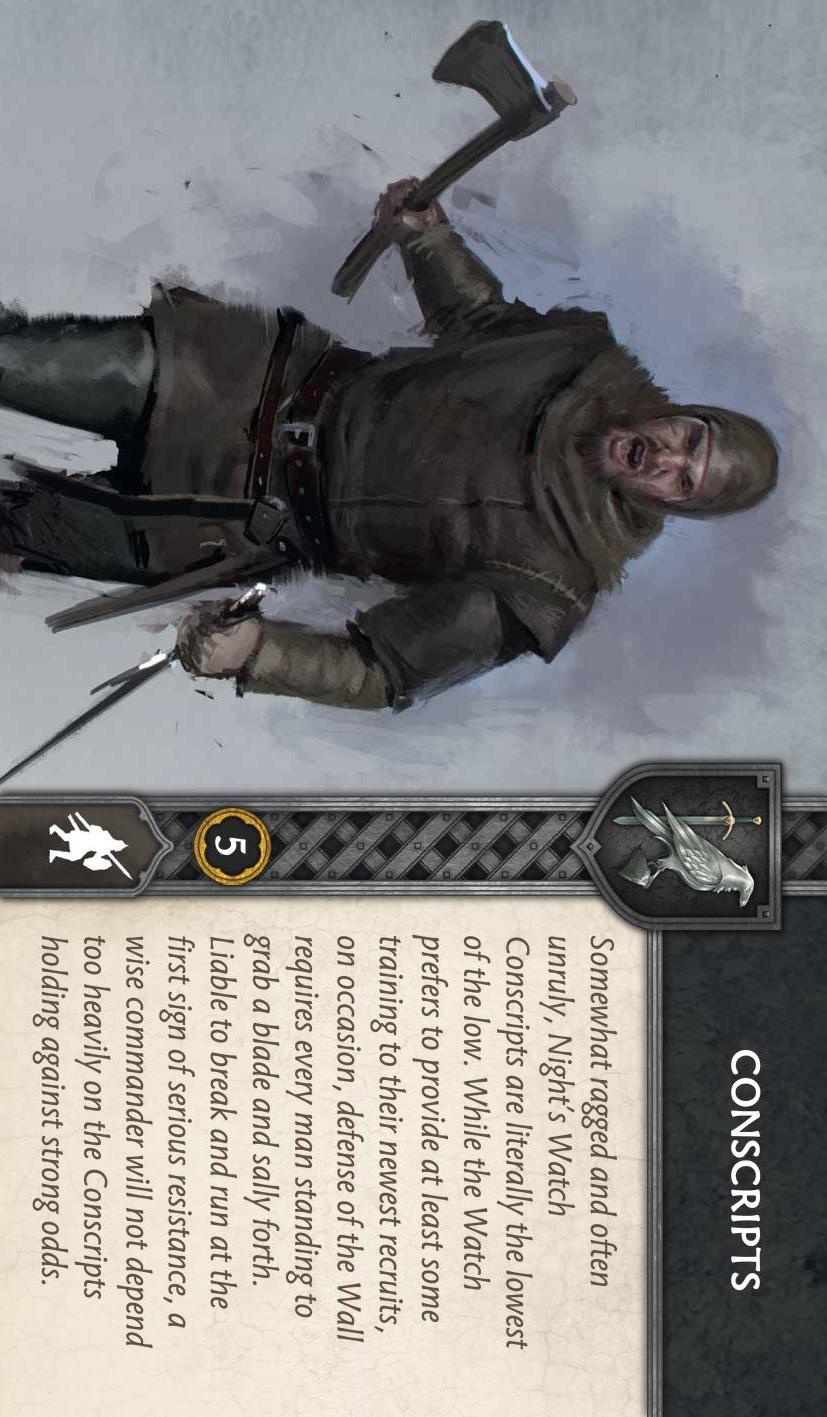 CONSCRIPTS
5
Somewhat ragged and often
unruly, Night's Watch
Conscripts are literally the lowest
of the low. While the Watch
prefers to provide at least some
training to their newest recruits,
on occasion, defense of the Wall
requires every man standing to
grab a blade and sally forth.
Liable to break and run at the
first sign of serious resistance, a
wise commander will not depend
too heavily on the Conscripts
holding against strong odds.